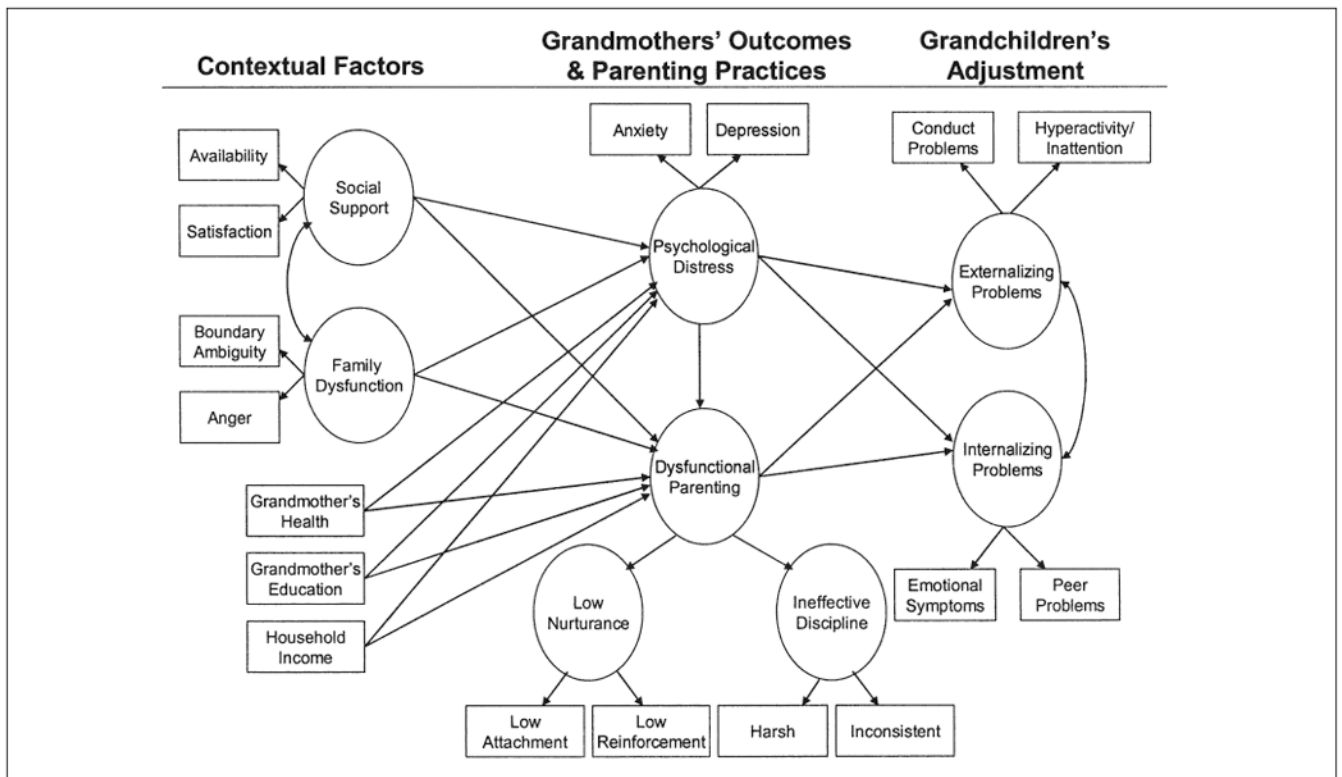 Contextual Factors
Grandmothers’ Outcomes
& Parenting Practices
Grandchildren’s
Adjustment
Availability
Satisfaction
Social
Support
Boundary
Ambiguity
Anger
Family
Dysfunction
Grandmother's
Health
Grandmother's
Education
Household
Income
Anxiety
Depression
Psychological
Distress
Dysfunctional
Parenting
Low
Nurturance
Ineffective
Discipline
Low
Attachment
Low
Reinforcement
Harsh
Inconsistent
Conduct
Problems
Hyperactivity/
Inattention
Externalizing
Problems
Internalizing
Problems
Emotional
Symptoms
Peer
Problems